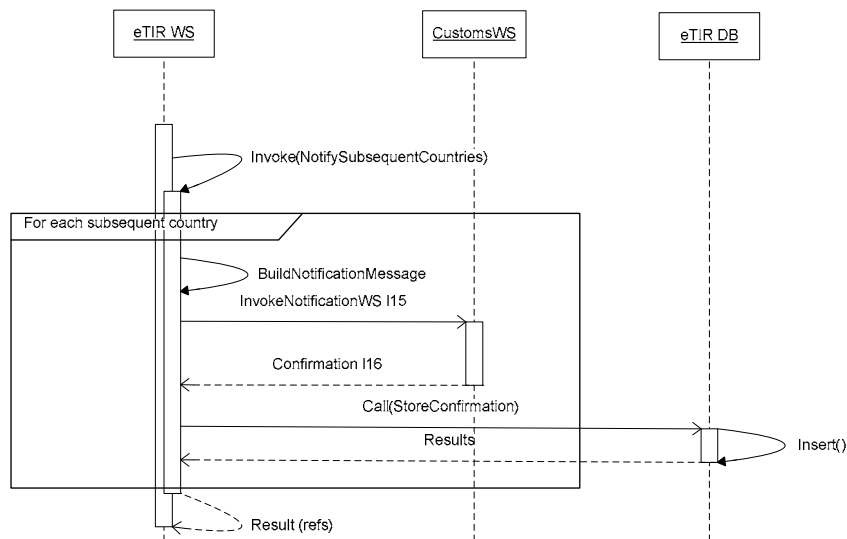 eTIR WS
CustomsWS
eTIR DB
Invoke(NotifySubsequentCountries)
For each subsequent country
BuildNotificationMessage
InvokeNotificationWS I15
Confirmation I16
Call(StoreConfirmation)
Results
Insert()
Result (refs)